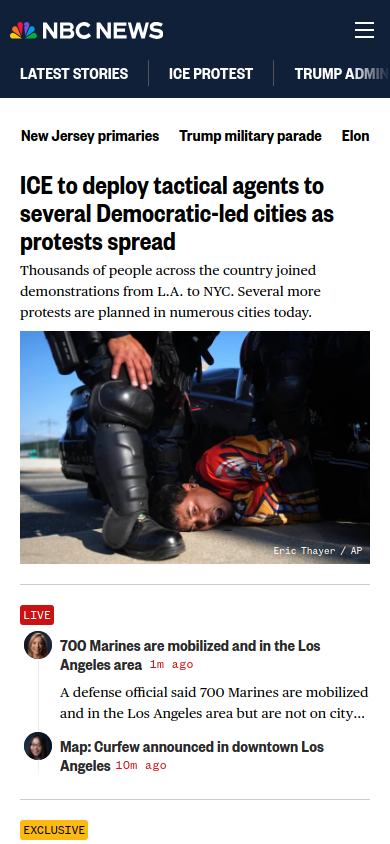 NBC NEWS
LATEST STORIES
ICE PROTEST
TRUMP ADMIN
New Jersey primaries
Trump military parade
Elon
ICE to deploy tactical agents to
several Democratic-led cities as
protests spread
Thousands of people across the country joined
demonstrations from L.A. to NYC. Several more
protests are planned in numerous cities today.
Eric Thayer / AP
LIVE
700 Marines are mobilized and in the Los
Angeles area 1m ago
A defense official said 700 Marines are mobilized
and in the Los Angeles area but are not on city...
Map: Curfew announced in downtown Los
Angeles 10m ago
EXCLUSIVE